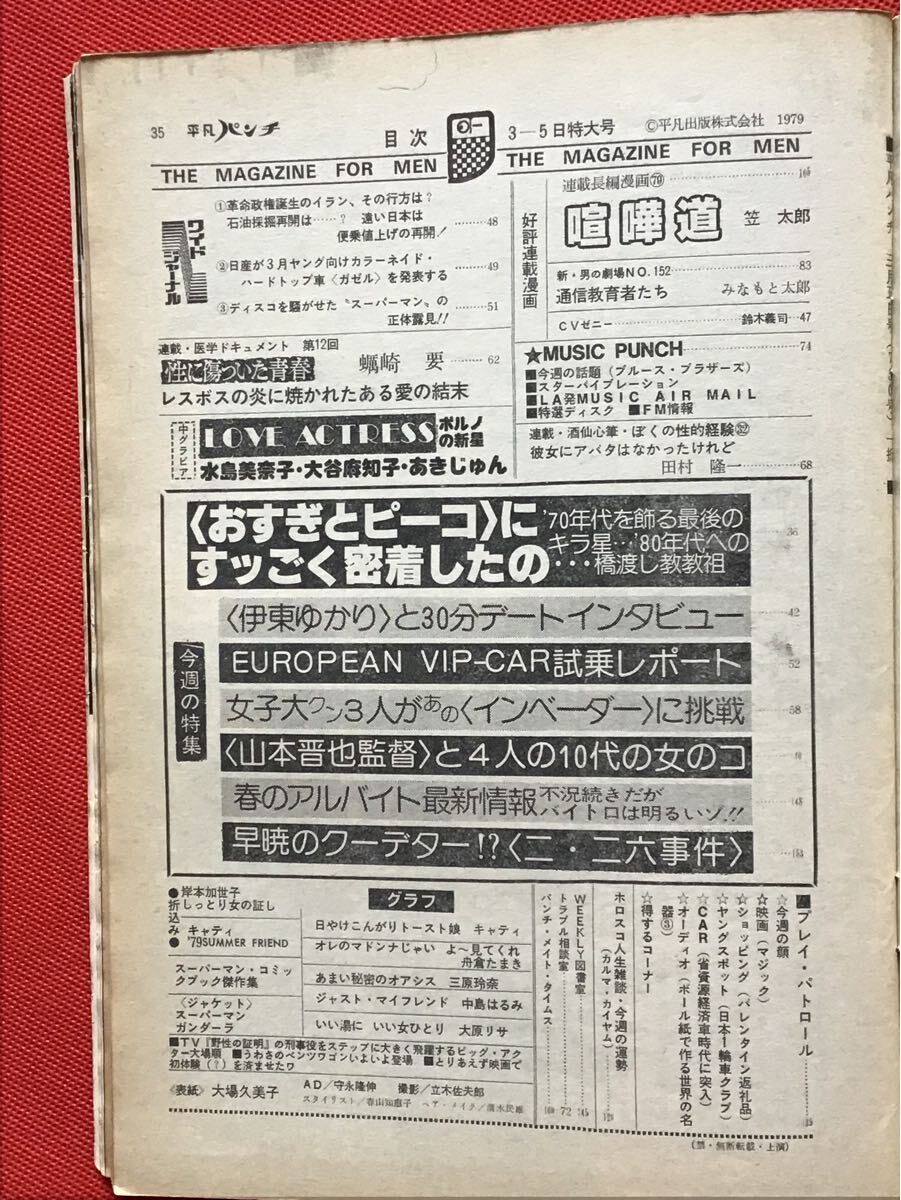 35 平凡パンチ
目次
3－5日特大号
©平凡出版株式会社 1979
THE MAGAZINE FOR MEN
THE MAGAZINE FOR MEN
ワイドジャーナル
①革命政権誕生のイラン、その行方は？
石油採掘再開は……？ 遠い日本は
便乗値上げの再開！ 48
②日産が3月ヤング向けカラーネイド・
ハードトップ車〈ガゼル〉を発表する 49
③ディスコを騒がせた〝スーパーマン〟の
正体露見!! 51
連載・医学ドキュメント 第12回
性に傷ついた青春 蠣崎 要 62
レスボスの炎に焼かれたある愛の結末
中グラビア
LOVE ACTRESS ポルノの新星
水島美奈子・大谷麻知子・あきじゅん
好評連載漫画
連載長編漫画㊆
喧嘩道 笠 太郎
新・男の劇場NO.152 83
通信教育者たち みなもと太郎
CVゼニー 鈴木義司 47
★MUSIC PUNCH 74
■今週の話題（ブルース・ブラザーズ）
■スターバイブレーション
■LA発MUSIC AIR MAIL
■特選ディスク ■FM情報
連載・酒仙心筆・ぼくの性的経験㉜
彼女にアバタはなかったけれど
田村 隆一 68
今週の特集
〈おすぎとピーコ〉に
すッごく密着したの
'70年代を飾る最後の
キラ星…'80年代への
・・・橋渡し教教祖 36
〈伊東ゆかり〉と30分デートインタビュー 42
EUROPEAN VIP-CAR試乗レポート 52
女子大クン3人があの〈インベーダー〉に挑戦 58
〈山本晋也監督〉と4人の10代の女のコ
春のアルバイト最新情報 不況続きだが
バイトロは明るいソ!!
早暁のクーデター!?〈二・二六事件〉
折込み
●岸本加世子
しっとり女の証し
キャティ
●'79SUMMER FRIEND
スーパーマン・コミックブック傑作集
〈ジャケット〉
スーパーマン
ガンダーラ
グラフ
日やけこんがりトースト娘 キャティ
オレのマドンナじゃい よ〜見てくれ
舟倉たまき
あまい秘密のオアシス 三原玲奈
ジャスト・マイフレンド 中島はるみ
いい湯に いい女ひとり 大原リサ
■TV『野性の証明』の刑事役をステップに大きく飛躍するビッグ・アク
ター大場順 ■うわさのベンツワゴンいよいよ登場 ■とりあえず映画で
初体験（？）を済ませたワ
〈表紙〉大場久美子
AD／守永隆伸 撮影／立木佐夫郎
スタイリスト／春山知恵子 ヘア・メイク／清水民雄
プレイ・パトロール
☆今週の顔
☆映画（マジック）
☆ショッピング（バレンタイン返礼品）
☆ヤングスポット（日本1輪車クラブ）
☆CAR（省資源経済車時代に突入）
☆オーディオ（ボール紙で作る世界の名
器③）
☆得するコーナー
ホロスコ人生雑談・今週の運勢
（カルマ・カイヤム）
WEEKLY図書室
トラブル相談室 72
パンチ・メイト・タイムス
（禁・無断転載・上演）